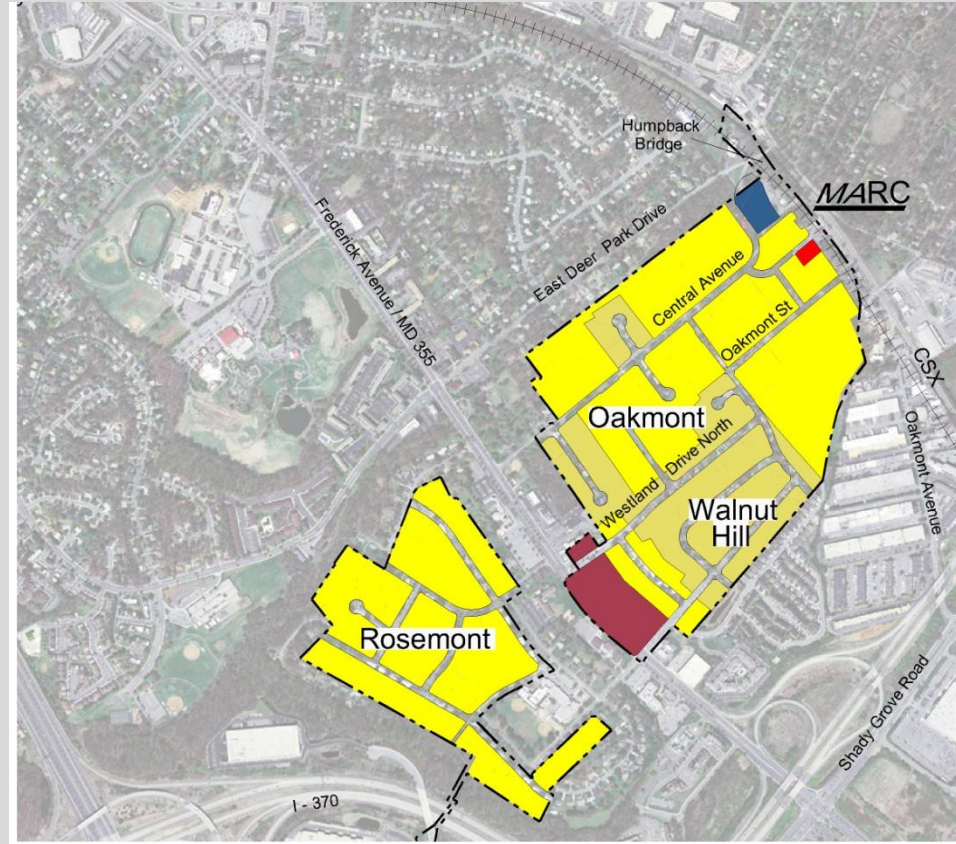 Humpback
Bridge
MARC
East Deer Park Drive
Central Avenue
Frederick Avenue / MD 355
Oakmont St
CSX
Oakmont
Oakmont Avenue
Westland Drive North
Walnut
Hill
Rosemont
Shady Grove Road
I - 370